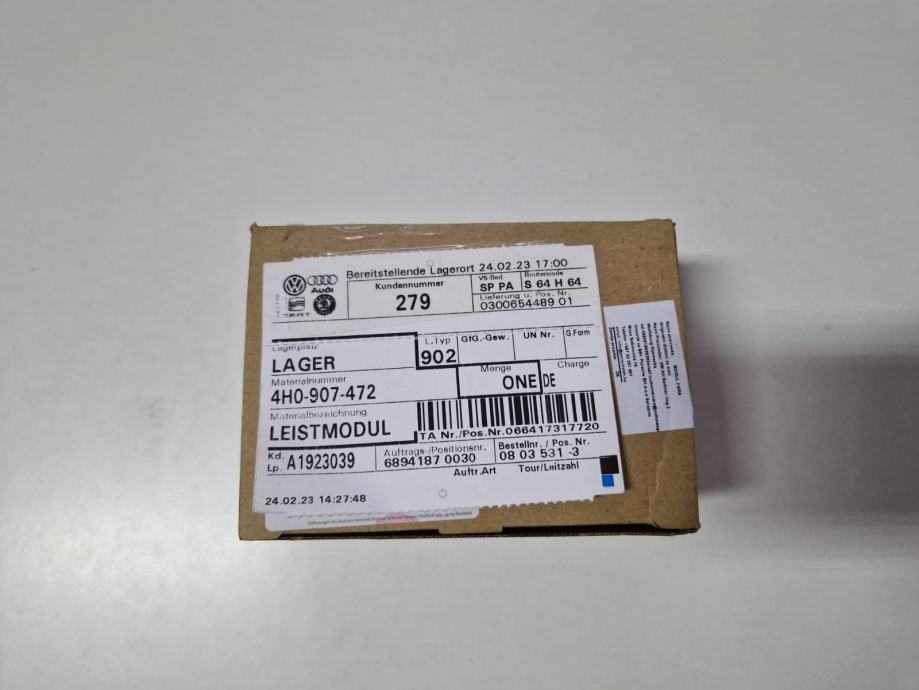 Bereitstellende Lagerort 24.02.23 17:00
Audi
SEAT
Kundennummer
279
VS-Bed.
SP PA
Routencode
S 64 H 64
Lieferung u. Pos. Nr.
0300654489 01
Lagerplatz
LAGER
L.Typ
902
GfG.-Gew.
UN Nr.
G.Form
Materialnummer
4H0-907-472
Menge
ONE DE
Charge
Materialbezeichnung
LEISTMODUL
TA Nr./Pos.Nr.066417317720
Kd.
Lp. A1923039
Auftrags-/Positionsnr.
6894187 0030
Bestellnr. / Pos. Nr.
08 03 531 -3
Auftr.Art
Tour/Leitzahl
24.02.23 14:27:48